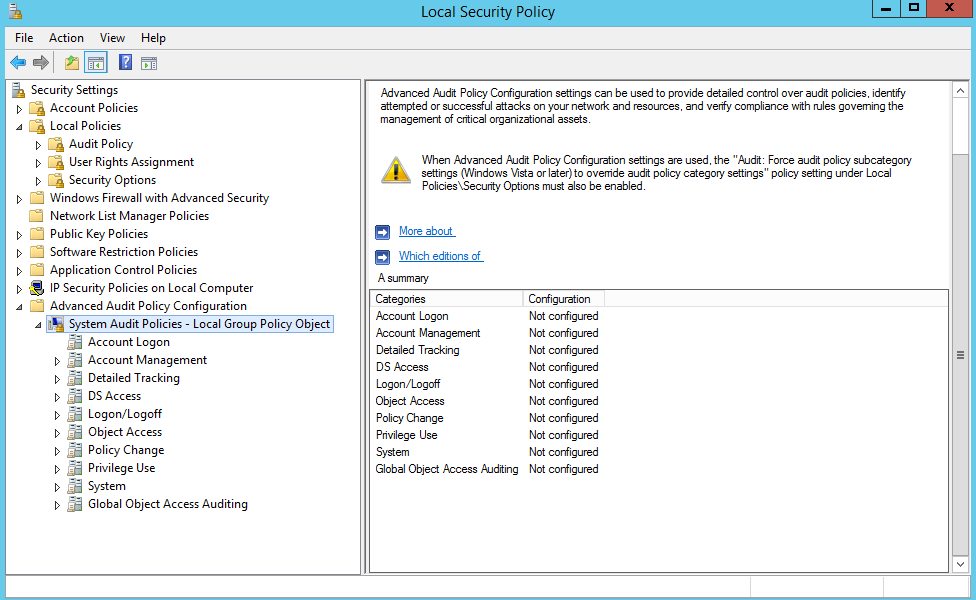 Local Security Policy
File Action View Help
Security Settings
Account Policies
Local Policies
Audit Policy
User Rights Assignment
Security Options
Windows Firewall with Advanced Security
Network List Manager Policies
Public Key Policies
Software Restriction Policies
Application Control Policies
IP Security Policies on Local Computer
Advanced Audit Policy Configuration
System Audit Policies - Local Group Policy Object
Account Logon
Account Management
Detailed Tracking
DS Access
Logon/Logoff
Object Access
Policy Change
Privilege Use
System
Global Object Access Auditing
Advanced Audit Policy Configuration settings can be used to provide detailed control over audit policies, identify
attempted or successful attacks on your network and resources, and verify compliance with rules governing the
management of critical organizational assets.
When Advanced Audit Policy Configuration settings are used, the "Audit: Force audit policy subcategory
settings (Windows Vista or later) to override audit policy category settings" policy setting under Local
Policies\Security Options must also be enabled.
More about
Which editions of
A summary
Categories Configuration
Account Logon Not configured
Account Management Not configured
Detailed Tracking Not configured
DS Access Not configured
Logon/Logoff Not configured
Object Access Not configured
Policy Change Not configured
Privilege Use Not configured
System Not configured
Global Object Access Auditing Not configured